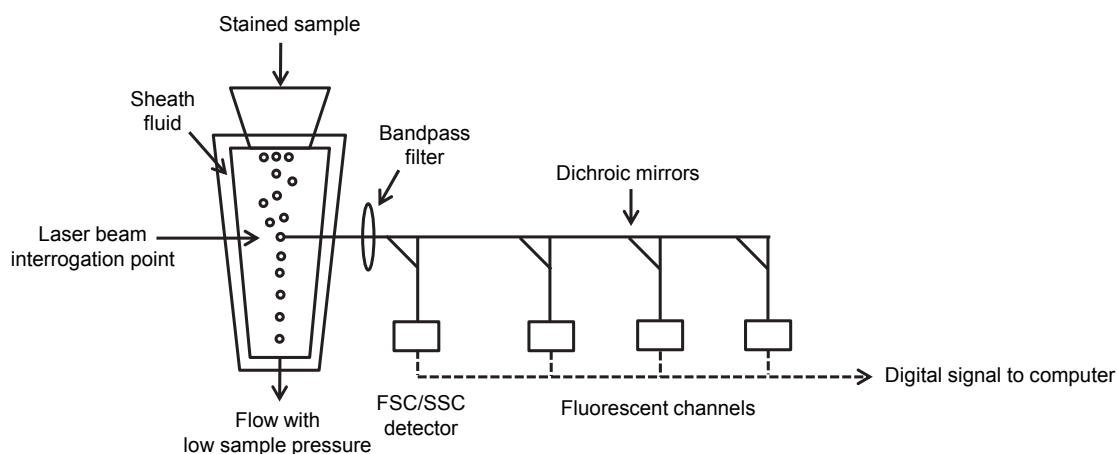 Stained sample
Sheath
fluid
Bandpass
filter
Dichroic mirrors
Laser beam
interrogation point
Digital signal to computer
Flow with
low sample pressure
FSC/SSC
detector
Fluorescent channels